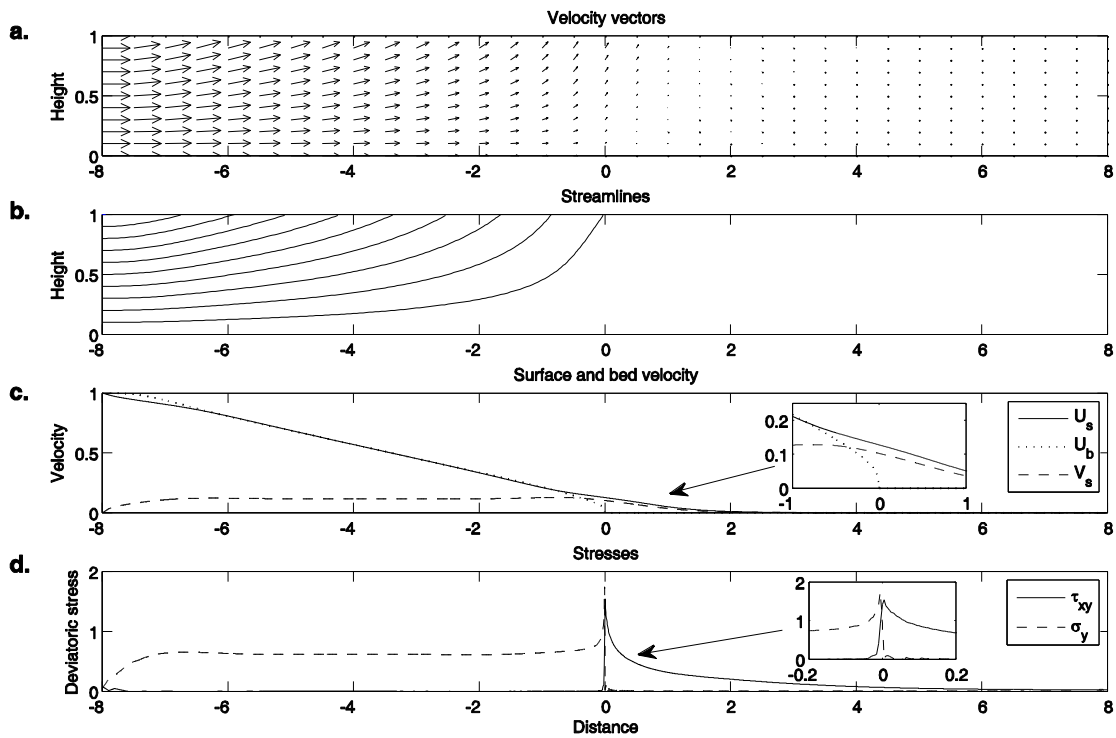 Velocity vectors
a.
1
0.5
0
Height
-8 -6 -4 -2 0 2 4 6 8
Streamlines
b.
1
0.5
0
Height
-8 -6 -4 -2 0 2 4 6 8
Surface and bed velocity
c.
1
0.5
0
Velocity
0.2
0.1
0
-1 0 1
U_s
U_b
V_s
-8 -6 -4 -2 0 2 4 6 8
Stresses
d.
2
1
0
Deviatoric stress
2
1
0
-0.2 0 0.2
τ_xy
σ_y
-8 -6 -4 -2 0 2 4 6 8
Distance